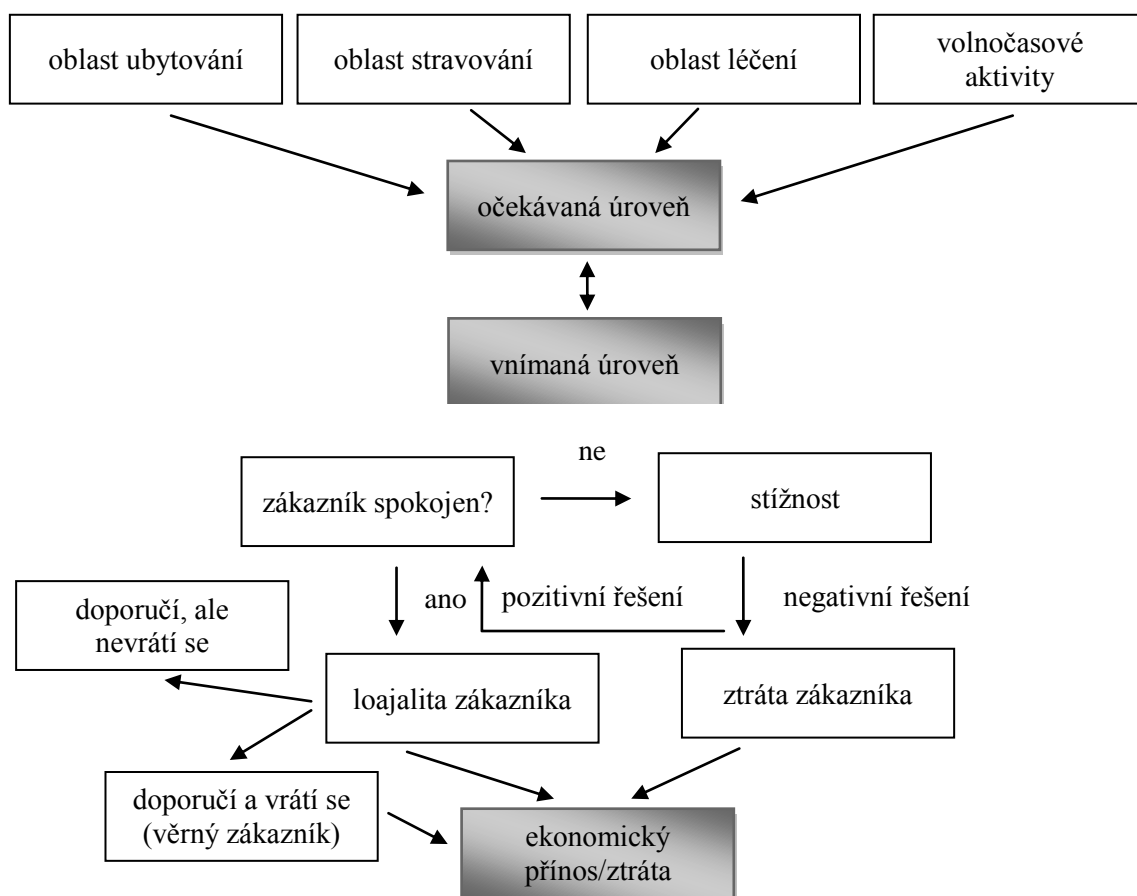 oblast ubytování
oblast stravování
oblast léčení
volnočasové
aktivity
očekávaná úroveň
vnímaná úroveň
ne
zákazník spokojen?
stížnost
ano
pozitivní řešení
negativní řešení
doporučí, ale
nevrátí se
loajalita zákazníka
ztráta zákazníka
doporučí a vrátí se
(věrný zákazník)
ekonomický
přínos/ztráta